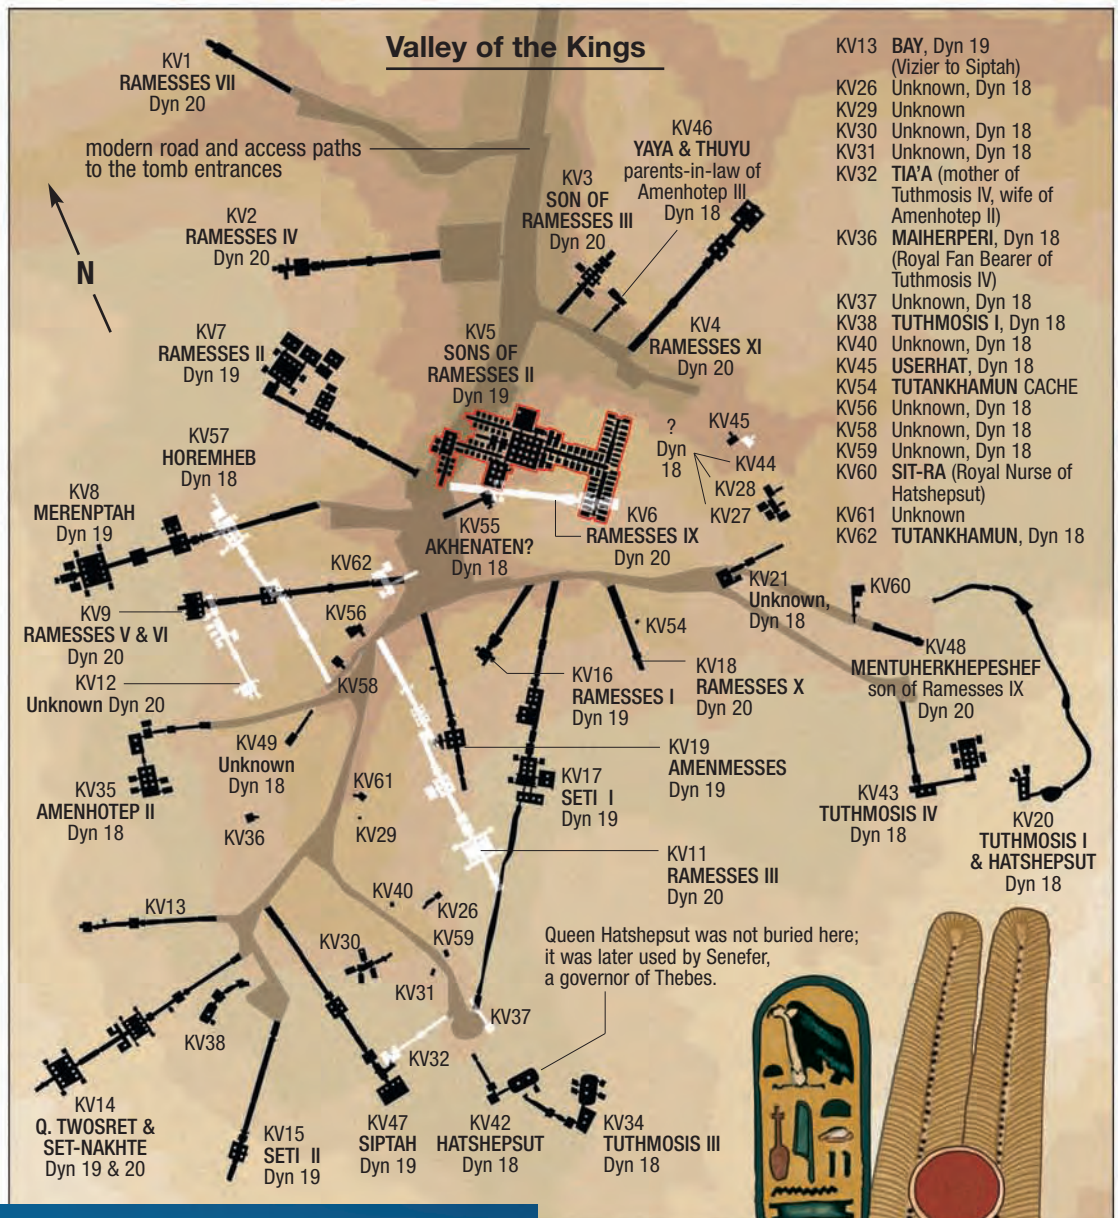 Valley of the Kings
KV1
RAMESSES VII
Dyn 20
modern road and access paths
to the tomb entrances
KV2
RAMESSES IV
Dyn 20
N
KV3
SON OF
RAMESSES III
Dyn 20
KV46
YAYA & THUYU
parents-in-law of
Amenhotep III
Dyn 18
KV4
RAMESSES XI
Dyn 20
KV7
RAMESSES II
Dyn 19
KV5
SONS OF
RAMESSES II
Dyn 19
KV57
HOREMHEB
Dyn 18
KV8
MERENPTAH
Dyn 19
?
Dyn
18
KV45
KV44
KV28
KV27
KV55
AKHENATEN?
Dyn 18
KV6
RAMESSES IX
Dyn 20
KV62
KV9
RAMESSES V & VI
Dyn 20
KV56
KV12
Unknown Dyn 20
KV58
KV21
Unknown,
Dyn 18
KV60
KV54
KV48
MENTUHERKHEPESHEF
son of Ramesses IX
Dyn 20
KV16
RAMESSES I
Dyn 19
KV18
RAMESSES X
Dyn 20
KV49
Unknown
Dyn 18
KV19
AMENMESSES
Dyn 19
KV35
AMENHOTEP II
Dyn 18
KV61
KV17
SETI I
Dyn 19
KV36
KV29
KV43
TUTHMOSIS IV
Dyn 18
KV20
TUTHMOSIS I
& HATSHEPSUT
Dyn 18
KV11
RAMESSES III
Dyn 20
KV40
KV26
KV13
KV30
KV59
KV31
Queen Hatshepsut was not buried here;
it was later used by Senefer,
a governor of Thebes.
KV38
KV37
KV32
KV14
Q. TWOSRET &
SET-NAKHTE
Dyn 19 & 20
KV15
SETI II
Dyn 19
KV47
SIPTAH
Dyn 19
KV42
HATSHEPSUT
Dyn 18
KV34
TUTHMOSIS III
Dyn 18
KV13 BAY, Dyn 19
(Vizier to Siptah)
KV26 Unknown, Dyn 18
KV29 Unknown
KV30 Unknown, Dyn 18
KV31 Unknown, Dyn 18
KV32 TIA'A (mother of
Tuthmosis IV, wife of
Amenhotep II)
KV36 MAIHERPERI, Dyn 18
(Royal Fan Bearer of
Tuthmosis IV)
KV37 Unknown, Dyn 18
KV38 TUTHMOSIS I, Dyn 18
KV40 Unknown, Dyn 18
KV45 USERHAT, Dyn 18
KV54 TUTANKHAMUN CACHE
KV56 Unknown, Dyn 18
KV58 Unknown, Dyn 18
KV59 Unknown, Dyn 18
KV60 SIT-RA (Royal Nurse of
Hatshepsut)
KV61 Unknown
KV62 TUTANKHAMUN, Dyn 18